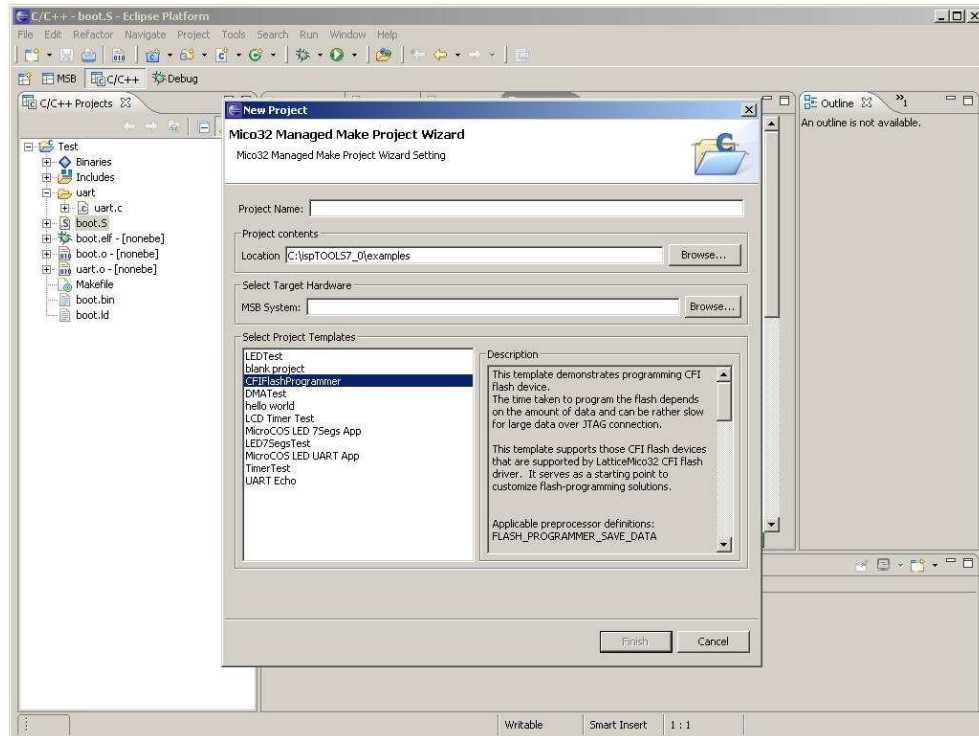 C/C++ - boot.S - Eclipse Platform
File Edit Refactor Navigate Project Tools Search Run Window Help
MSB C/C++ Debug
C/C++ Projects
Test
Binaries
Includes
uart
uart.c
boot.S
boot.elf - [nonebe]
boot.o - [nonebe]
uart.o - [nonebe]
Makefile
boot.bin
boot.ld
New Project
Mico32 Managed Make Project Wizard
Mico32 Managed Make Project Wizard Setting
Project Name:
Project contents
Location C:\ispTOOLS7_0\examples Browse...
Select Target Hardware
MSB System: Browse...
Select Project Templates
LEDTest
blank project
CFIFlashProgrammer
DMATest
hello world
LCD Timer Test
MicroCOS LED 7Segs App
LED7SegsTest
MicroCOS LED UART App
TimerTest
UART Echo
Description
This template demonstrates programming CFI
flash device.
The time taken to program the flash depends
on the amount of data and can be rather slow
for large data over JTAG connection.
This template supports those CFI flash devices
that are supported by LatticeMico32 CFI flash
driver. It serves as a starting point to
customize flash-programming solutions.
Applicable preprocessor definitions:
FLASH_PROGRAMMER_SAVE_DATA
Finish Cancel
Outline
An outline is not available.
Writable Smart Insert 1 : 1